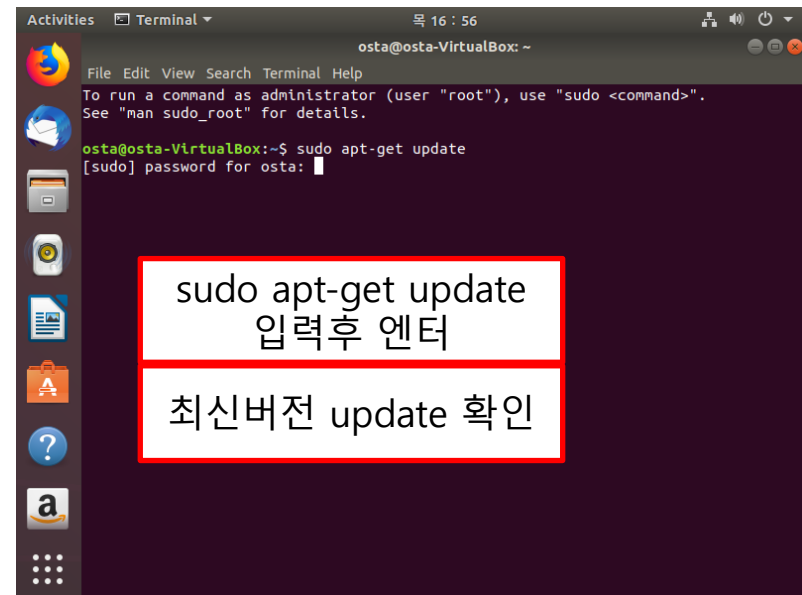 Activities Terminal 목 16 : 56
osta@osta-VirtualBox: ~
File Edit View Search Terminal Help
To run a command as administrator (user "root"), use "sudo <command>".
See "man sudo_root" for details.
osta@osta-VirtualBox:~$ sudo apt-get update
[sudo] password for osta:
sudo apt-get update
입력후 엔터
최신버전 update 확인